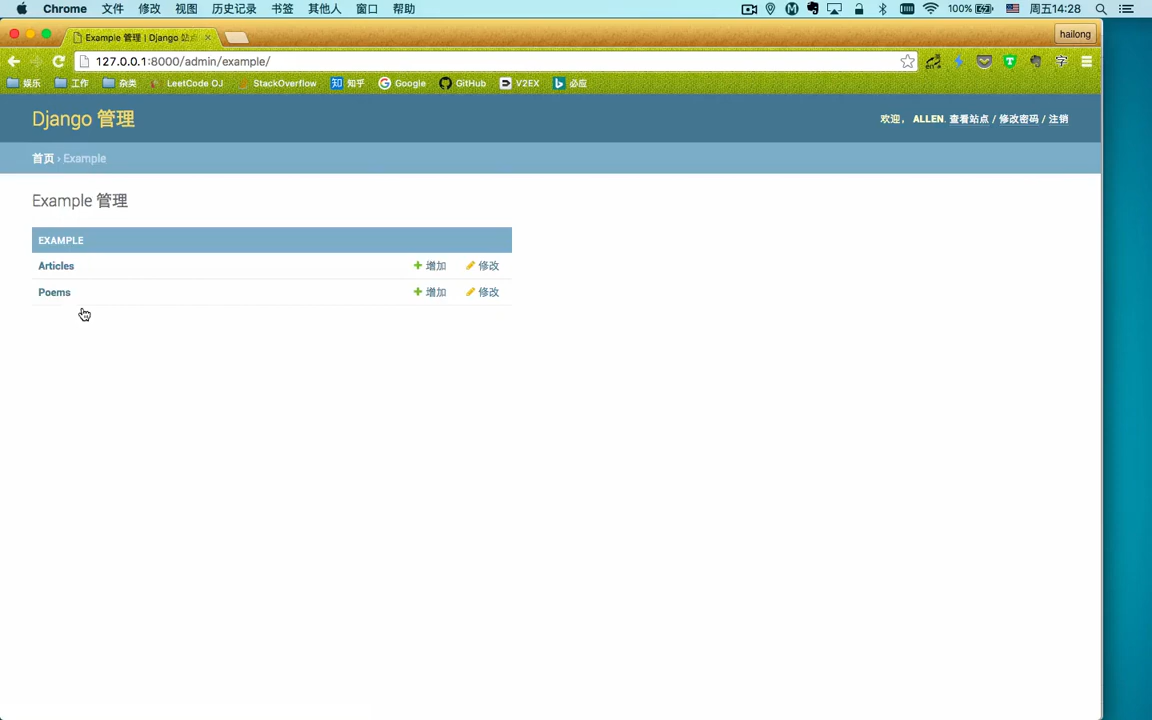 Chrome 文件 修改 视图 历史记录 书签 其他人 窗口 帮助 100% 周五14:28
Example 管理 | Django 站点 hailong
127.0.0.1:8000/admin/example/
娱乐 工作 杂类 LeetCode OJ StackOverflow 知乎 Google GitHub V2EX 必应
Django 管理 欢迎， ALLEN. 查看站点 / 修改密码 / 注销
首页 › Example
Example 管理
EXAMPLE
Articles 增加 修改
Poems 增加 修改